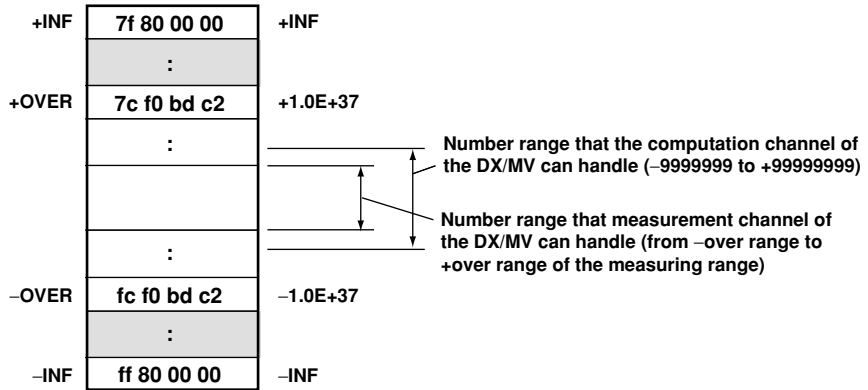 +INF 7f 80 00 00 +INF
:
+OVER 7c f0 bd c2 +1.0E+37
:
Number range that the computation channel of
the DX/MV can handle (–9999999 to +99999999)
Number range that measurement channel of
the DX/MV can handle (from –over range to
+over range of the measuring range)
:
–OVER fc f0 bd c2 –1.0E+37
:
–INF ff 80 00 00 –INF